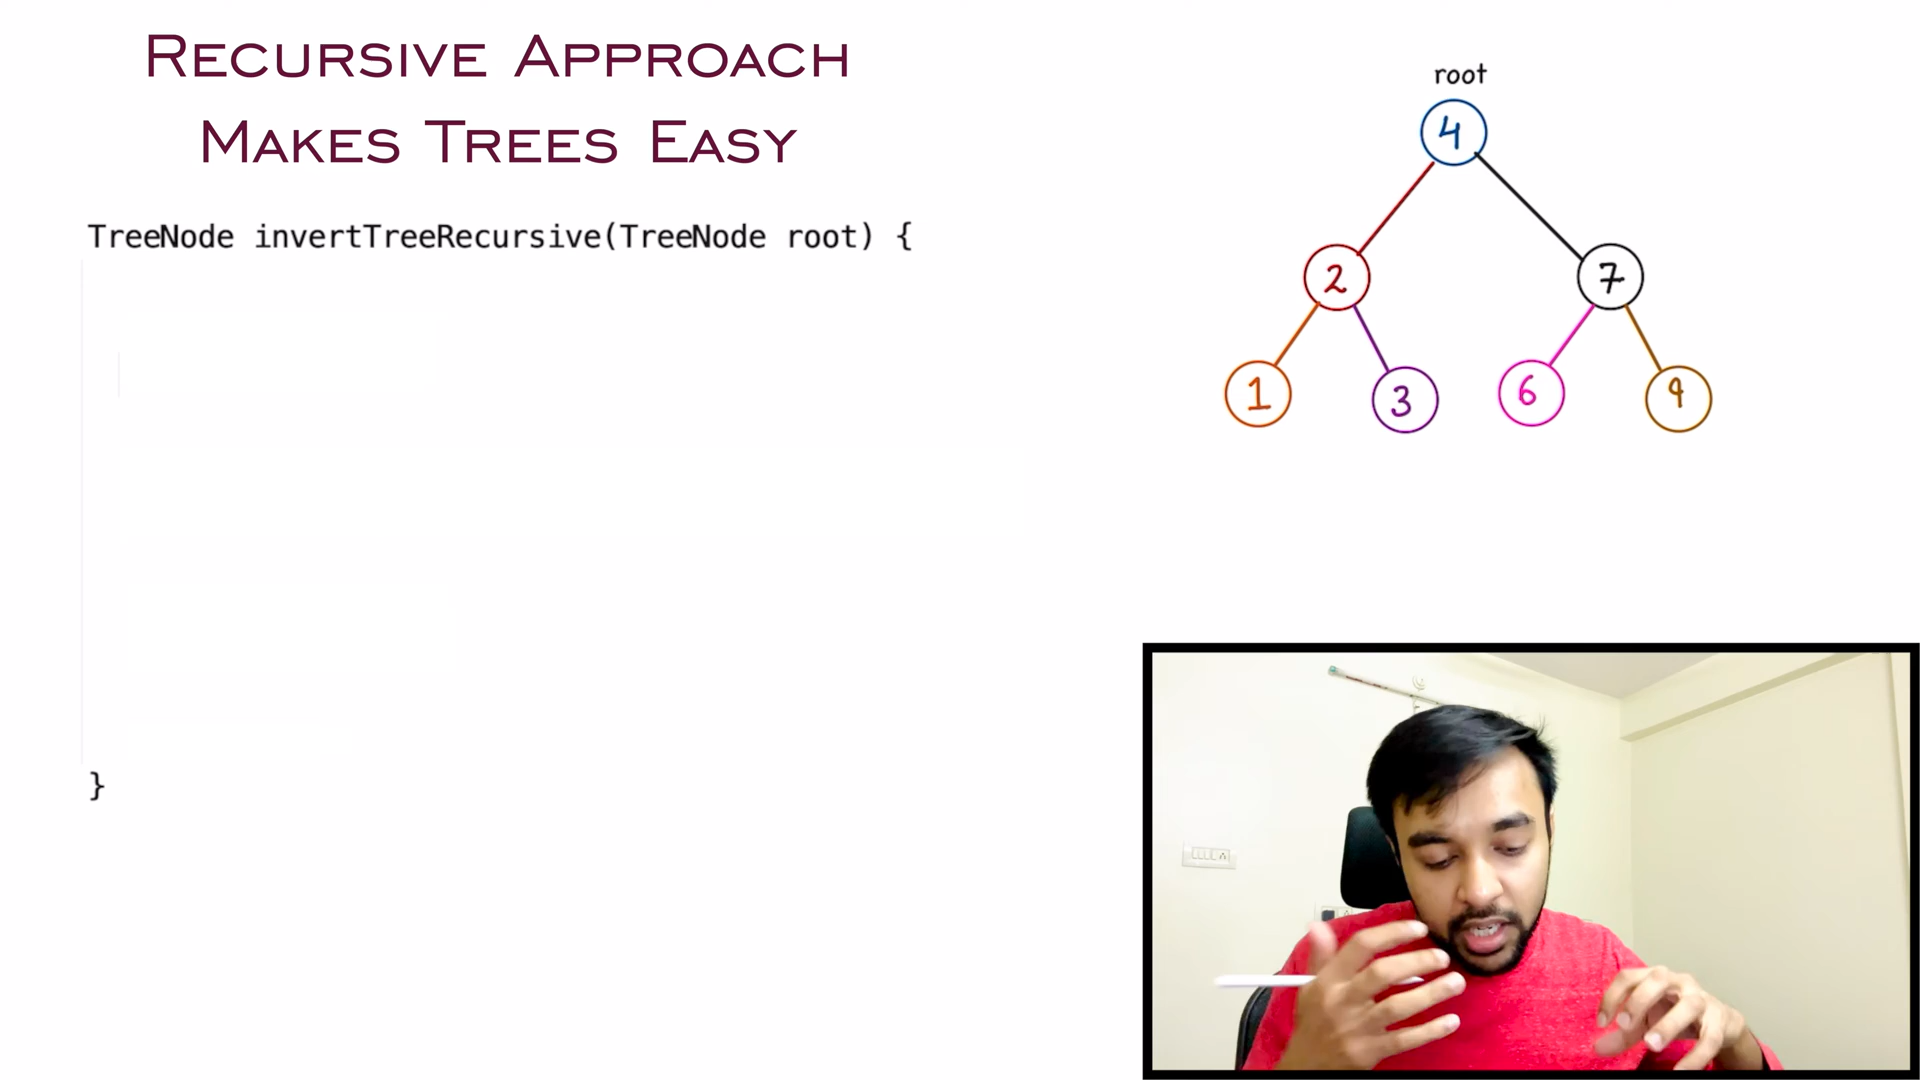 RECURSIVE APPROACH
MAKES TREES EASY
TreeNode invertTreeRecursive(TreeNode root) {
}
root
4
2
7
1
3
6
9